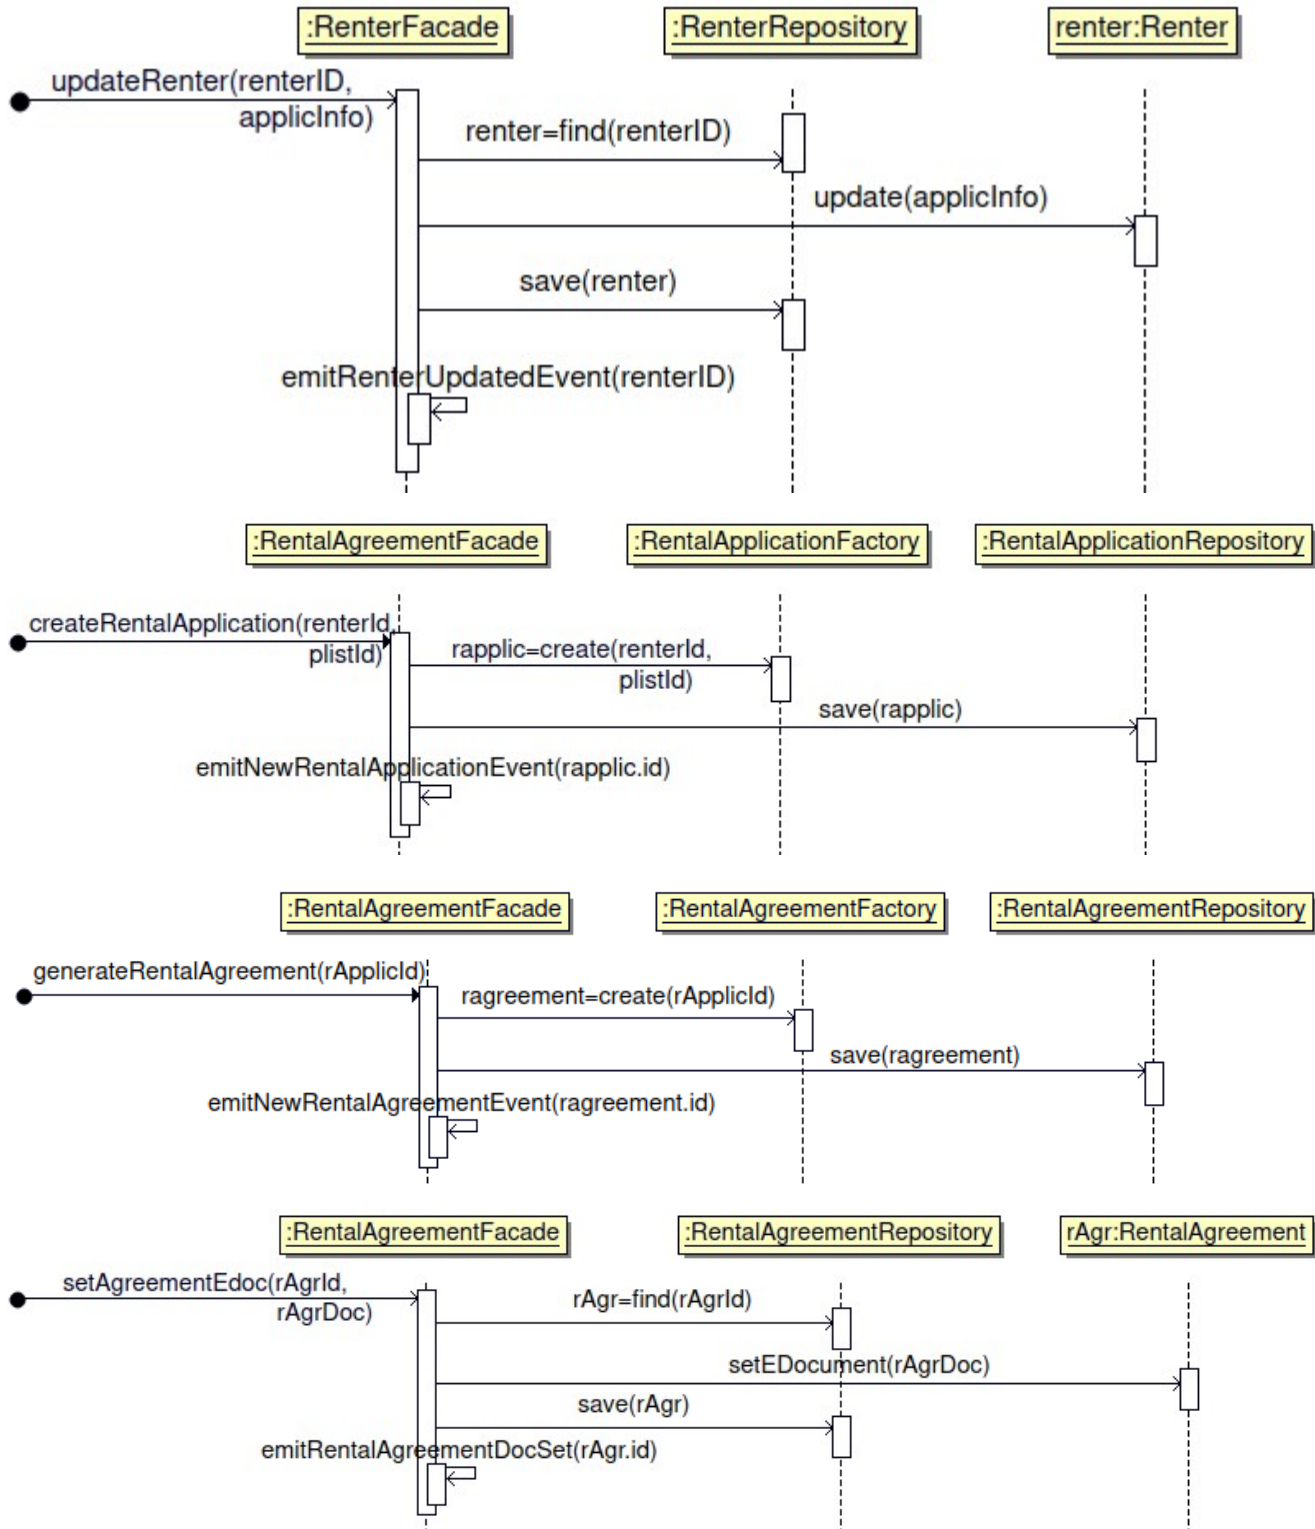 :RenterFacade :RenterRepository renter:Renter
updateRenter(renterID,
applicInfo)
renter=find(renterID)
update(applicInfo)
save(renter)
emitRenterUpdatedEvent(renterID)
:RentalAgreementFacade :RentalApplicationFactory :RentalApplicationRepository
createRentalApplication(renterId,
plistId)
rapplic=create(renterId,
plistId)
save(rapplic)
emitNewRentalApplicationEvent(rapplic.id)
:RentalAgreementFacade :RentalAgreementFactory :RentalAgreementRepository
generateRentalAgreement(rApplicId)
ragreement=create(rApplicId)
save(ragreement)
emitNewRentalAgreementEvent(ragreement.id)
:RentalAgreementFacade :RentalAgreementRepository rAgr:RentalAgreement
setAgreementEdoc(rAgrId,
rAgrDoc)
rAgr=find(rAgrId)
setEDocument(rAgrDoc)
save(rAgr)
emitRentalAgreementDocSet(rAgr.id)